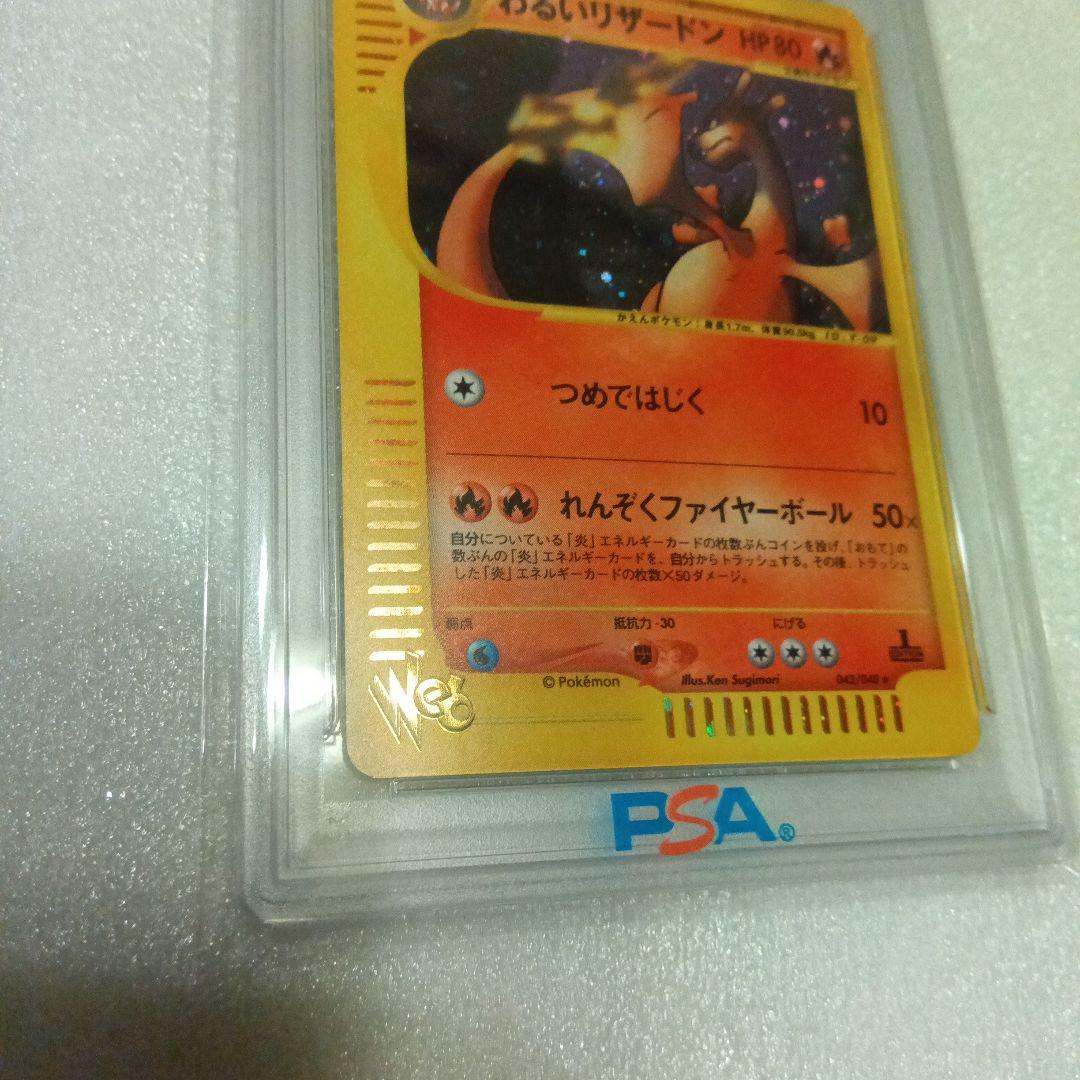 わるいリザードン HP80
かえんポケモン：身長1.7m、体重90.5kg ID.Y-09
つめではじく 10
れんぞくファイヤーボール 50×
自分についている「炎」エネルギーカードの枚数ぶんコインを投げ、「おもて」の
数ぶんの「炎」エネルギーカードを、自分からトラッシュする。その後、トラッシュ
した「炎」エネルギーカードの枚数×50ダメージ。
弱点 抵抗力 -30 にげる
1 EDITION
©Pokémon Illus.Ken Sugimori 042/048
Web
PSA®